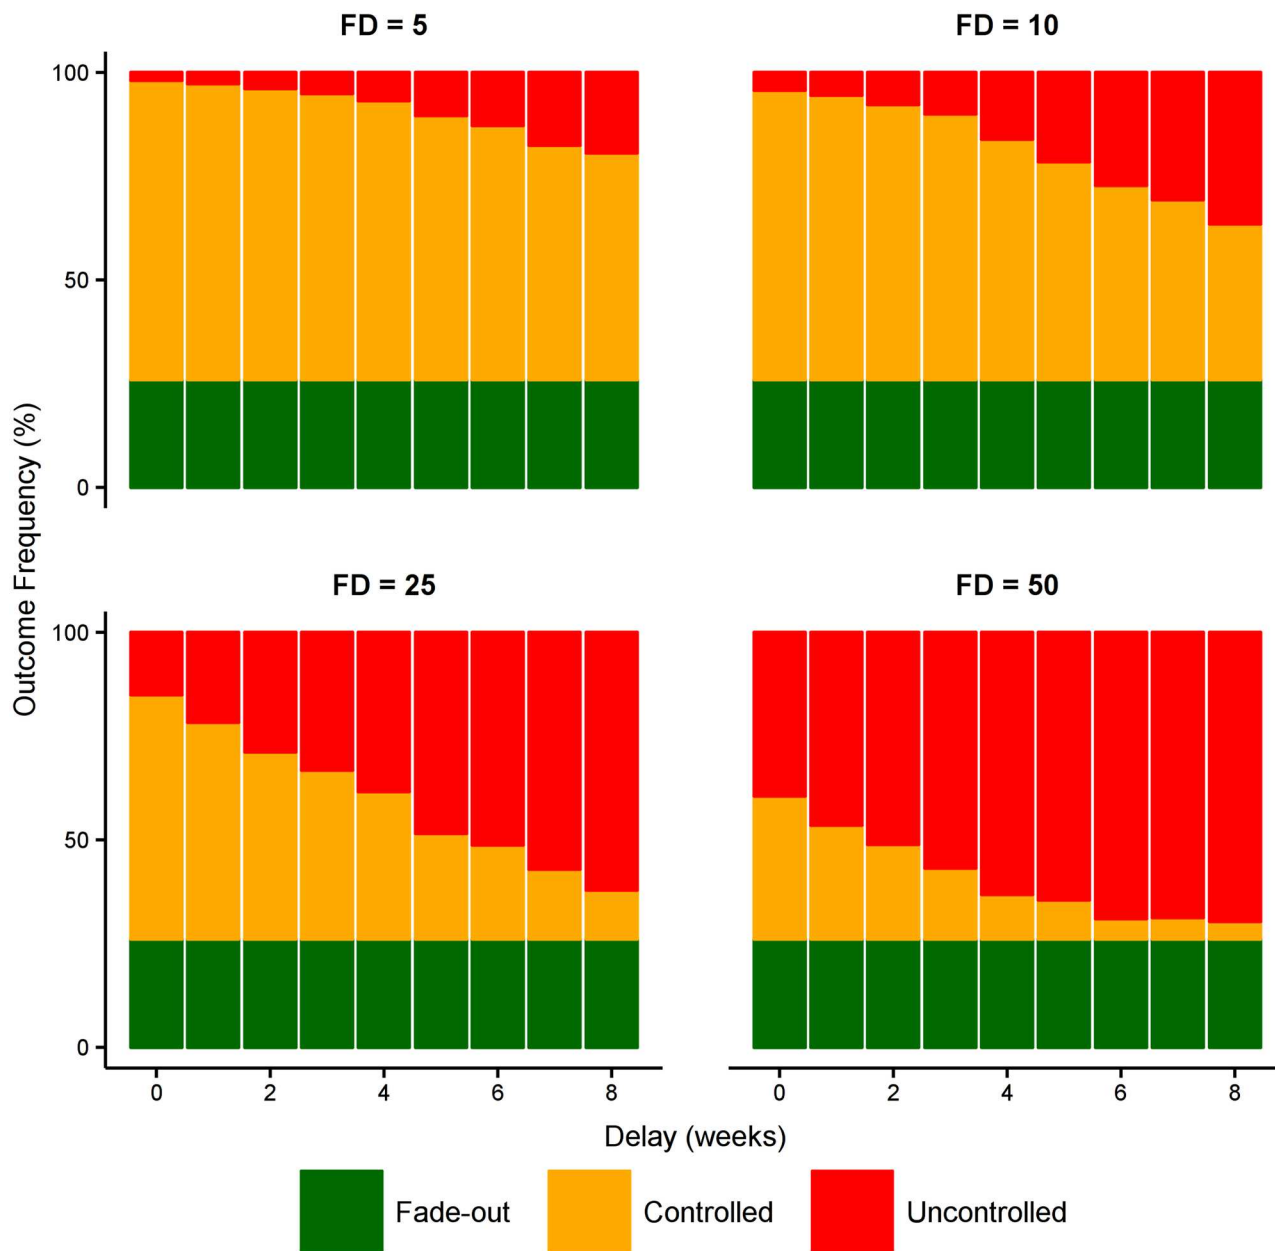 FD = 5
FD = 10
100
50
0
Outcome Frequency (%)
FD = 25
FD = 50
100
50
0
0 2 4 6 8
0 2 4 6 8
Delay (weeks)
Fade-out Controlled Uncontrolled